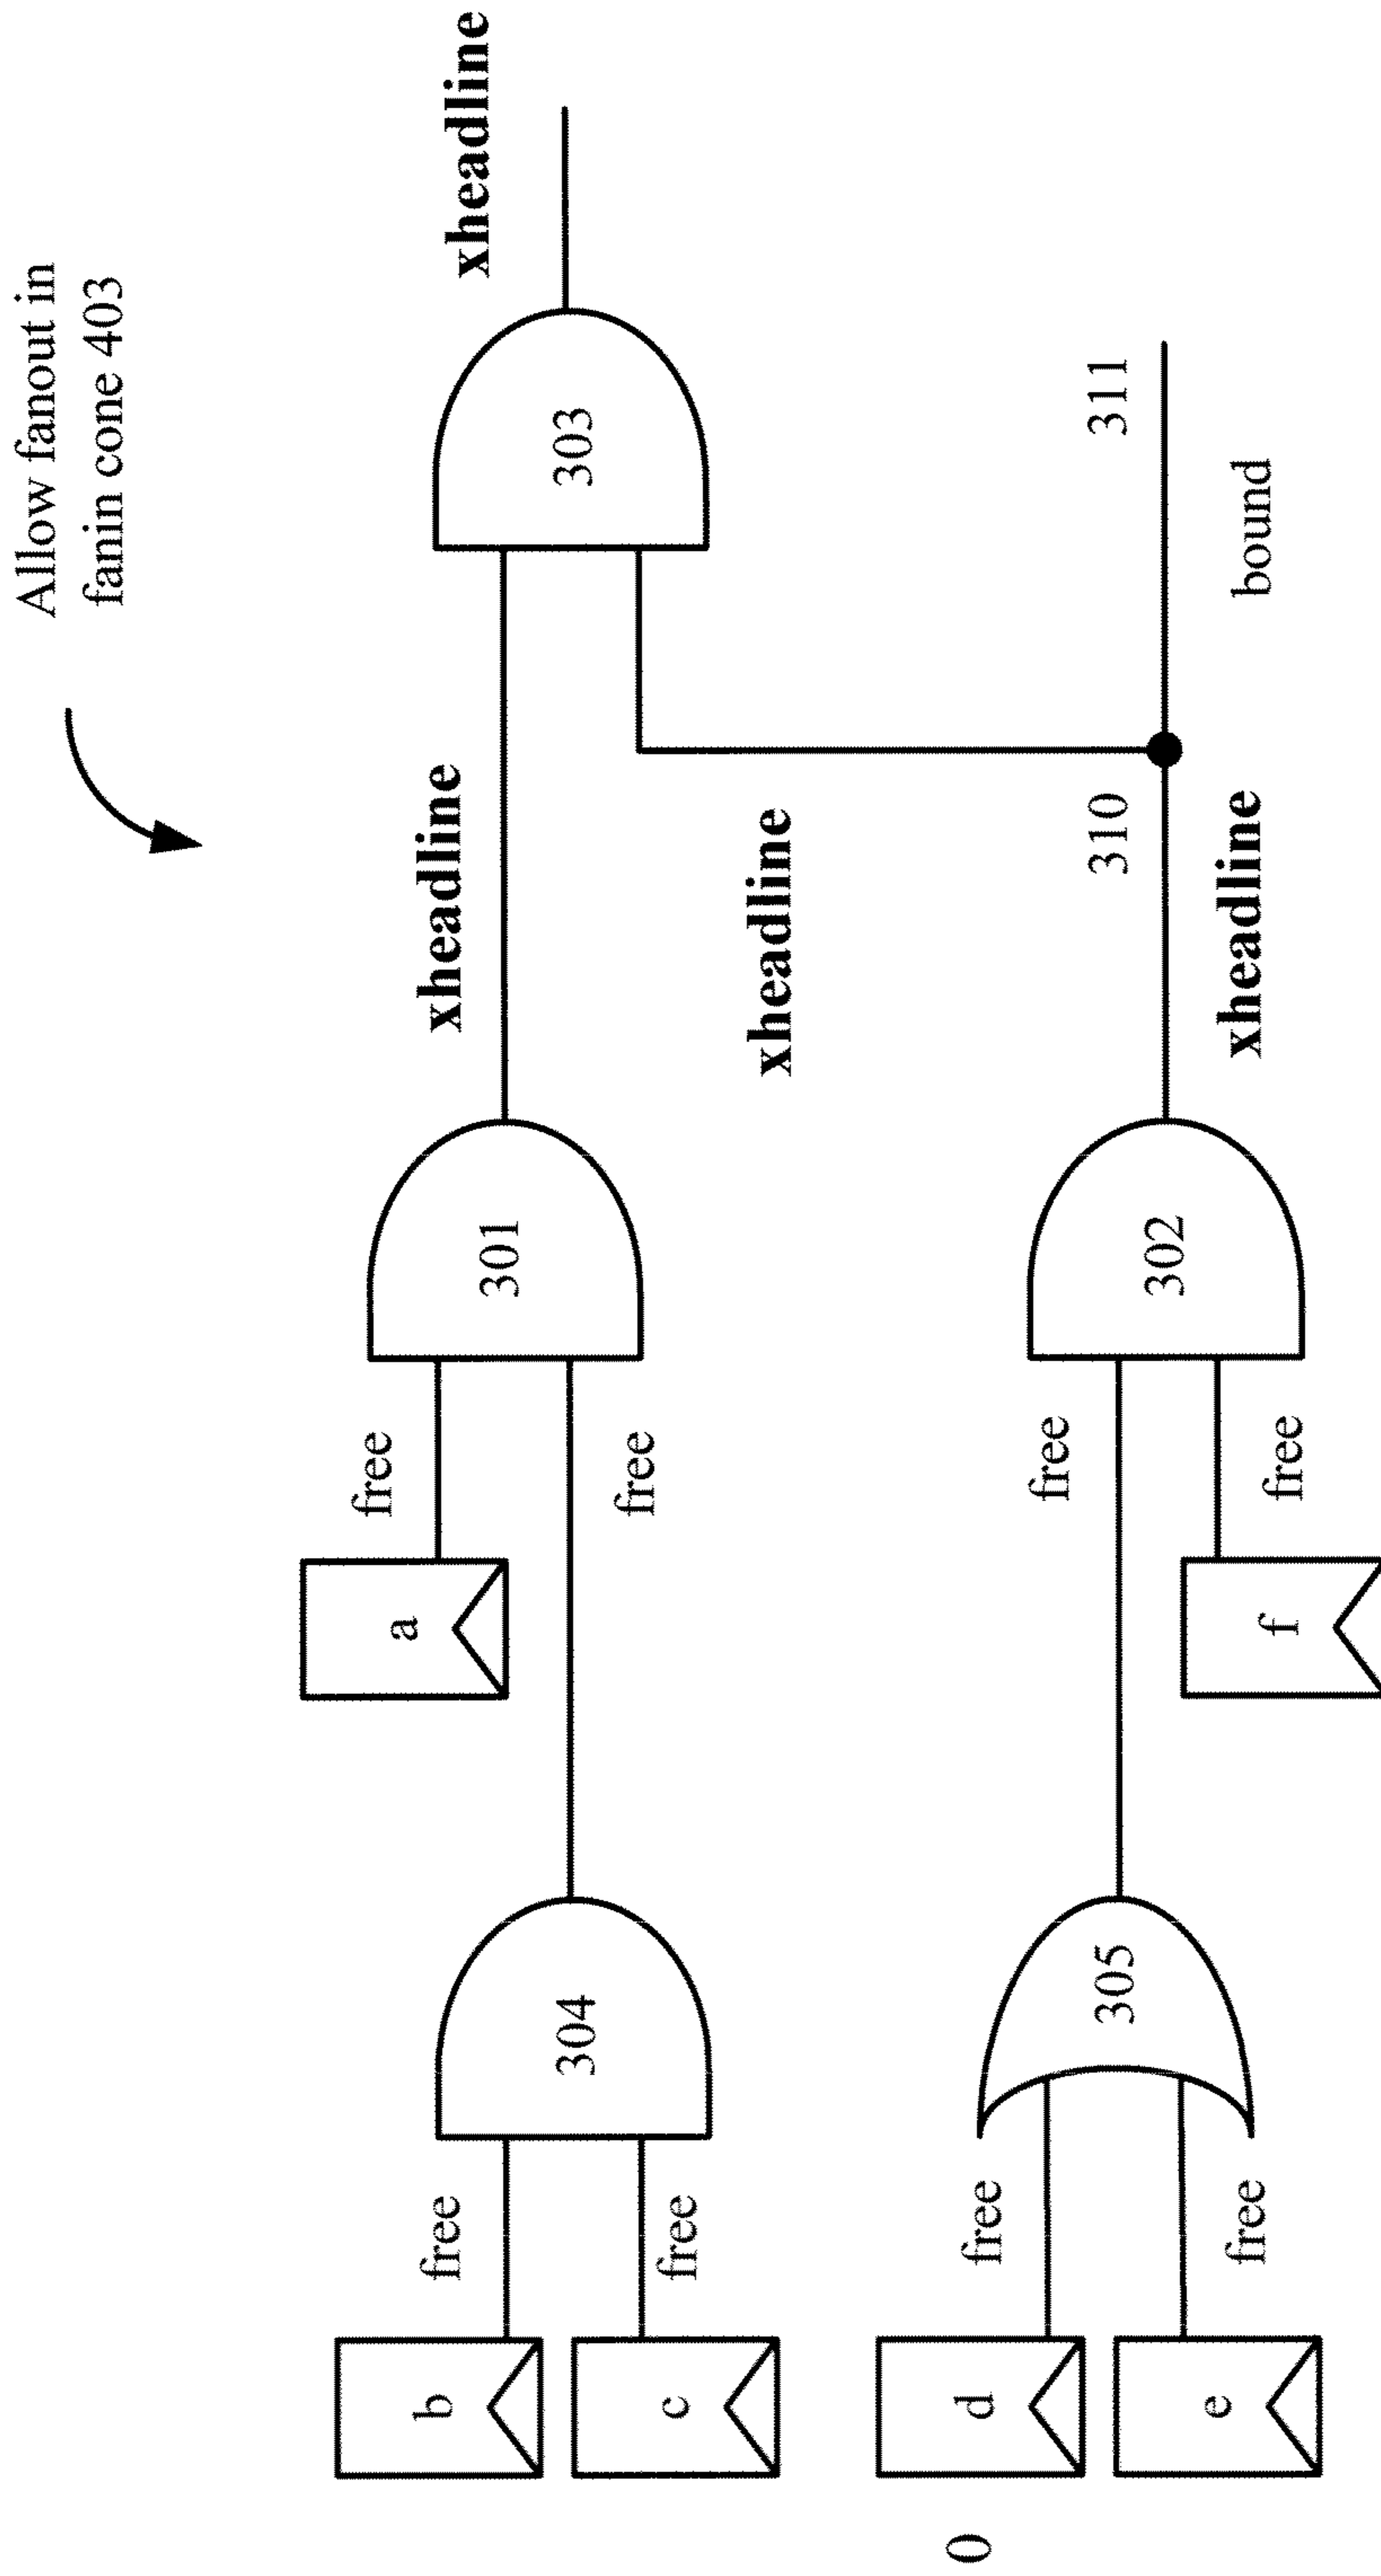 Allow fanout in
fanin cone 403
xheadline
xheadline
303
301
a
free
free
b
free
304
c
free
xheadline
310
311
xheadline
bound
302
free
free
f
305
d
free
e
free
0